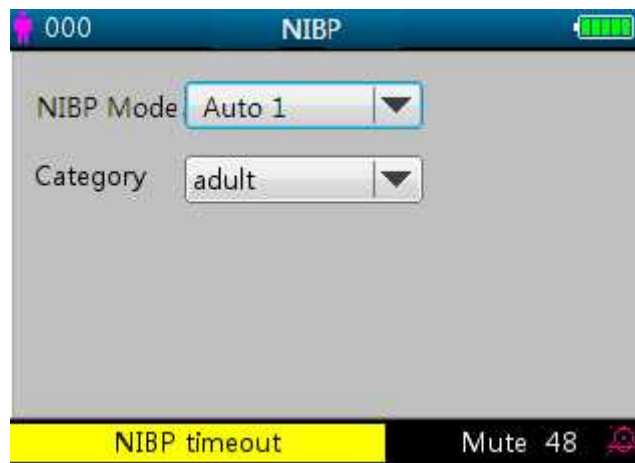 000 NIBP
NIBP Mode Auto 1
Category adult
NIBP timeout Mute 48